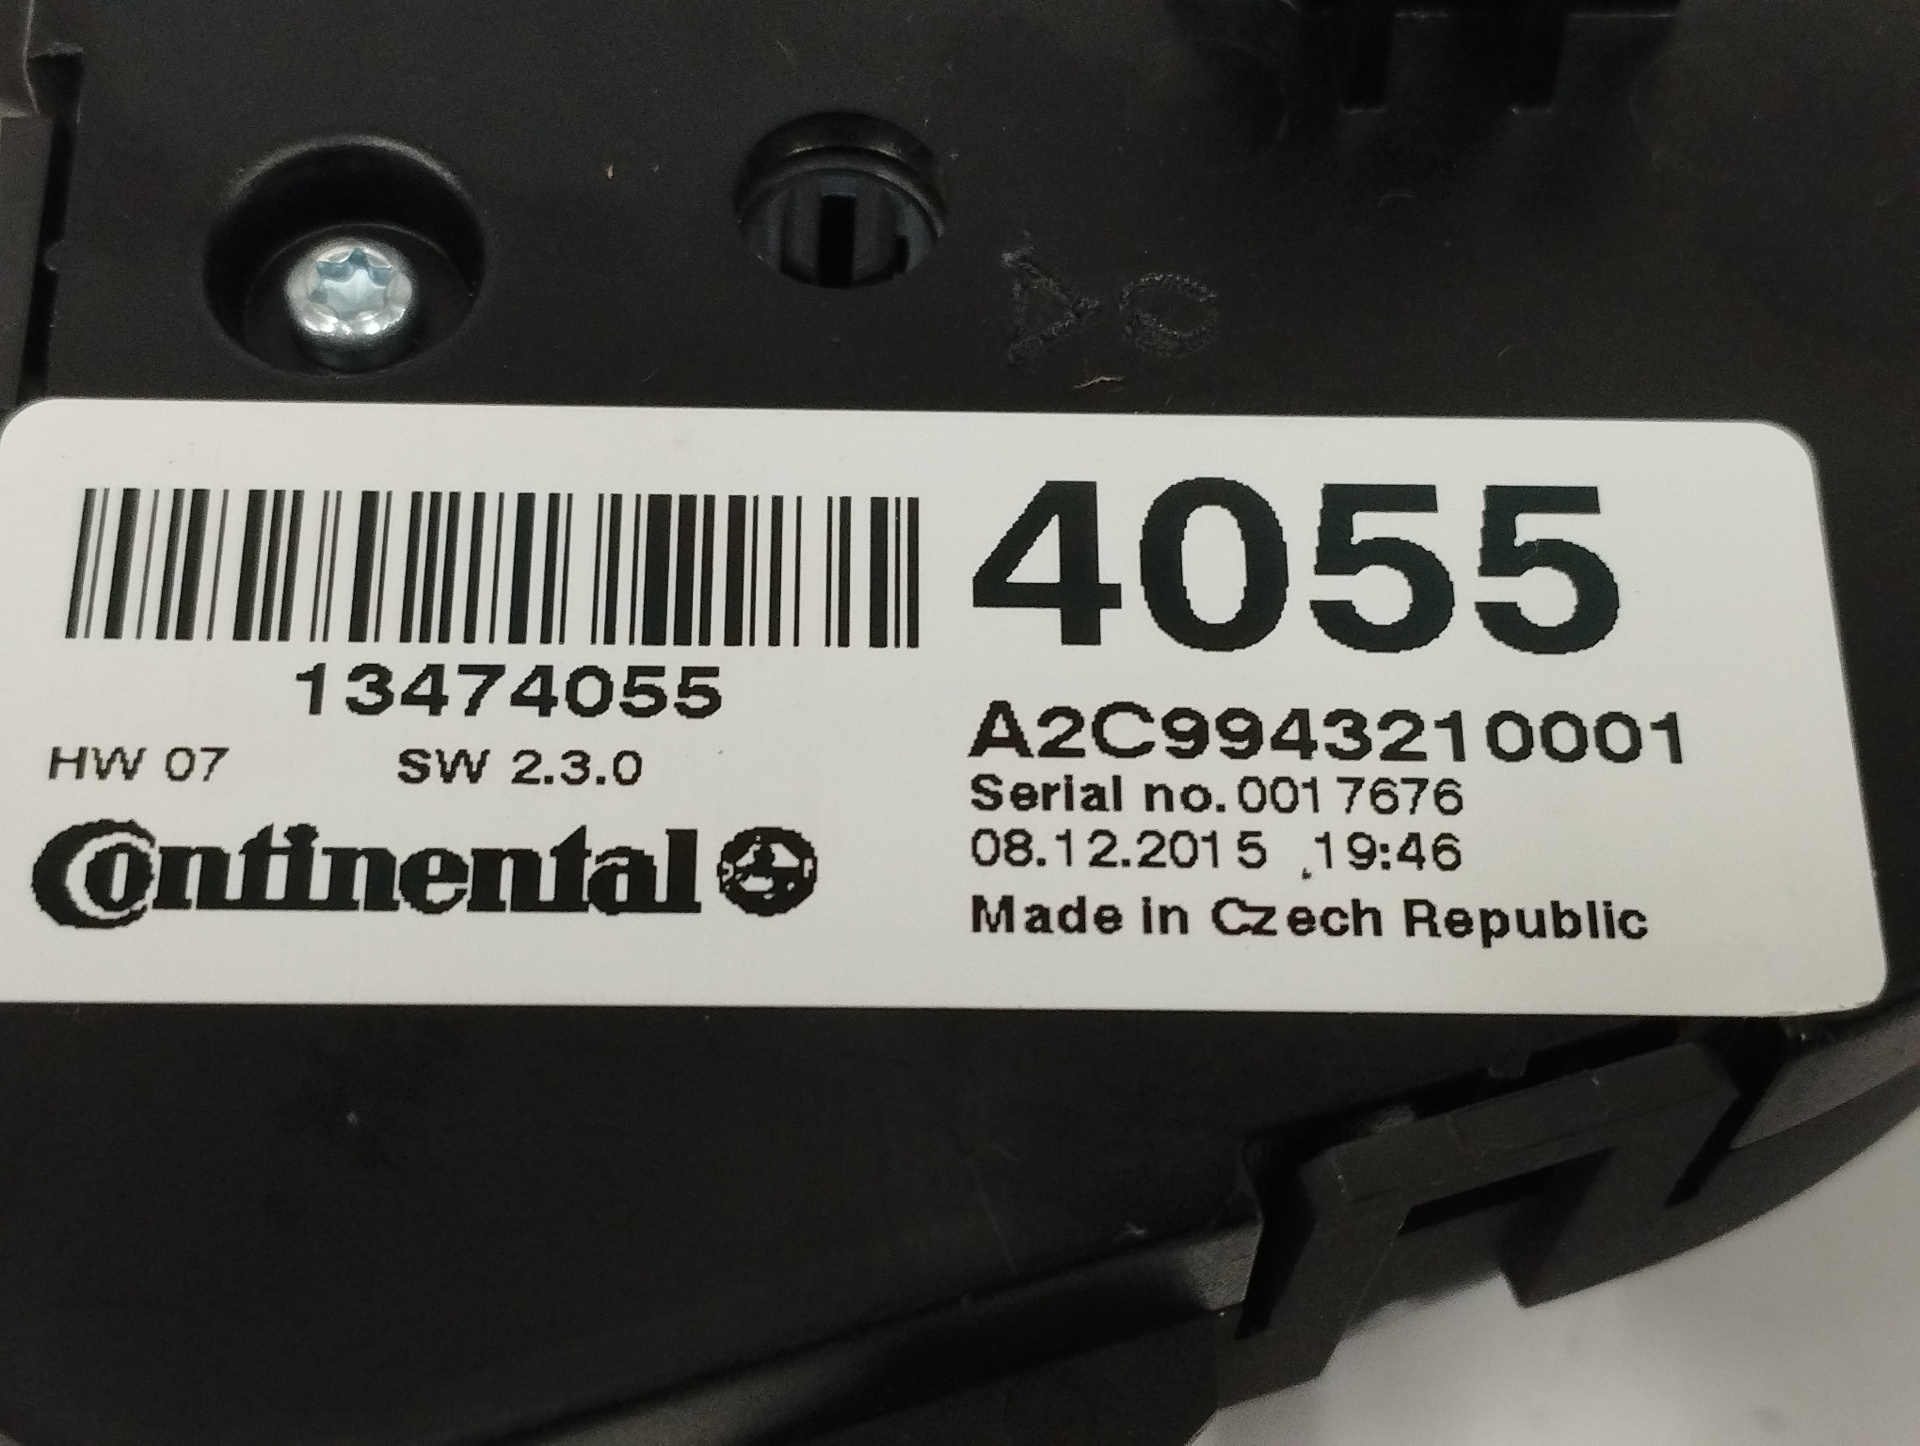 4055
13474055
A2C9943210001
HW 07 SW 2.3.0
Serial no. 0017676
08.12.2015 19:46
Continental
Made in Czech Republic